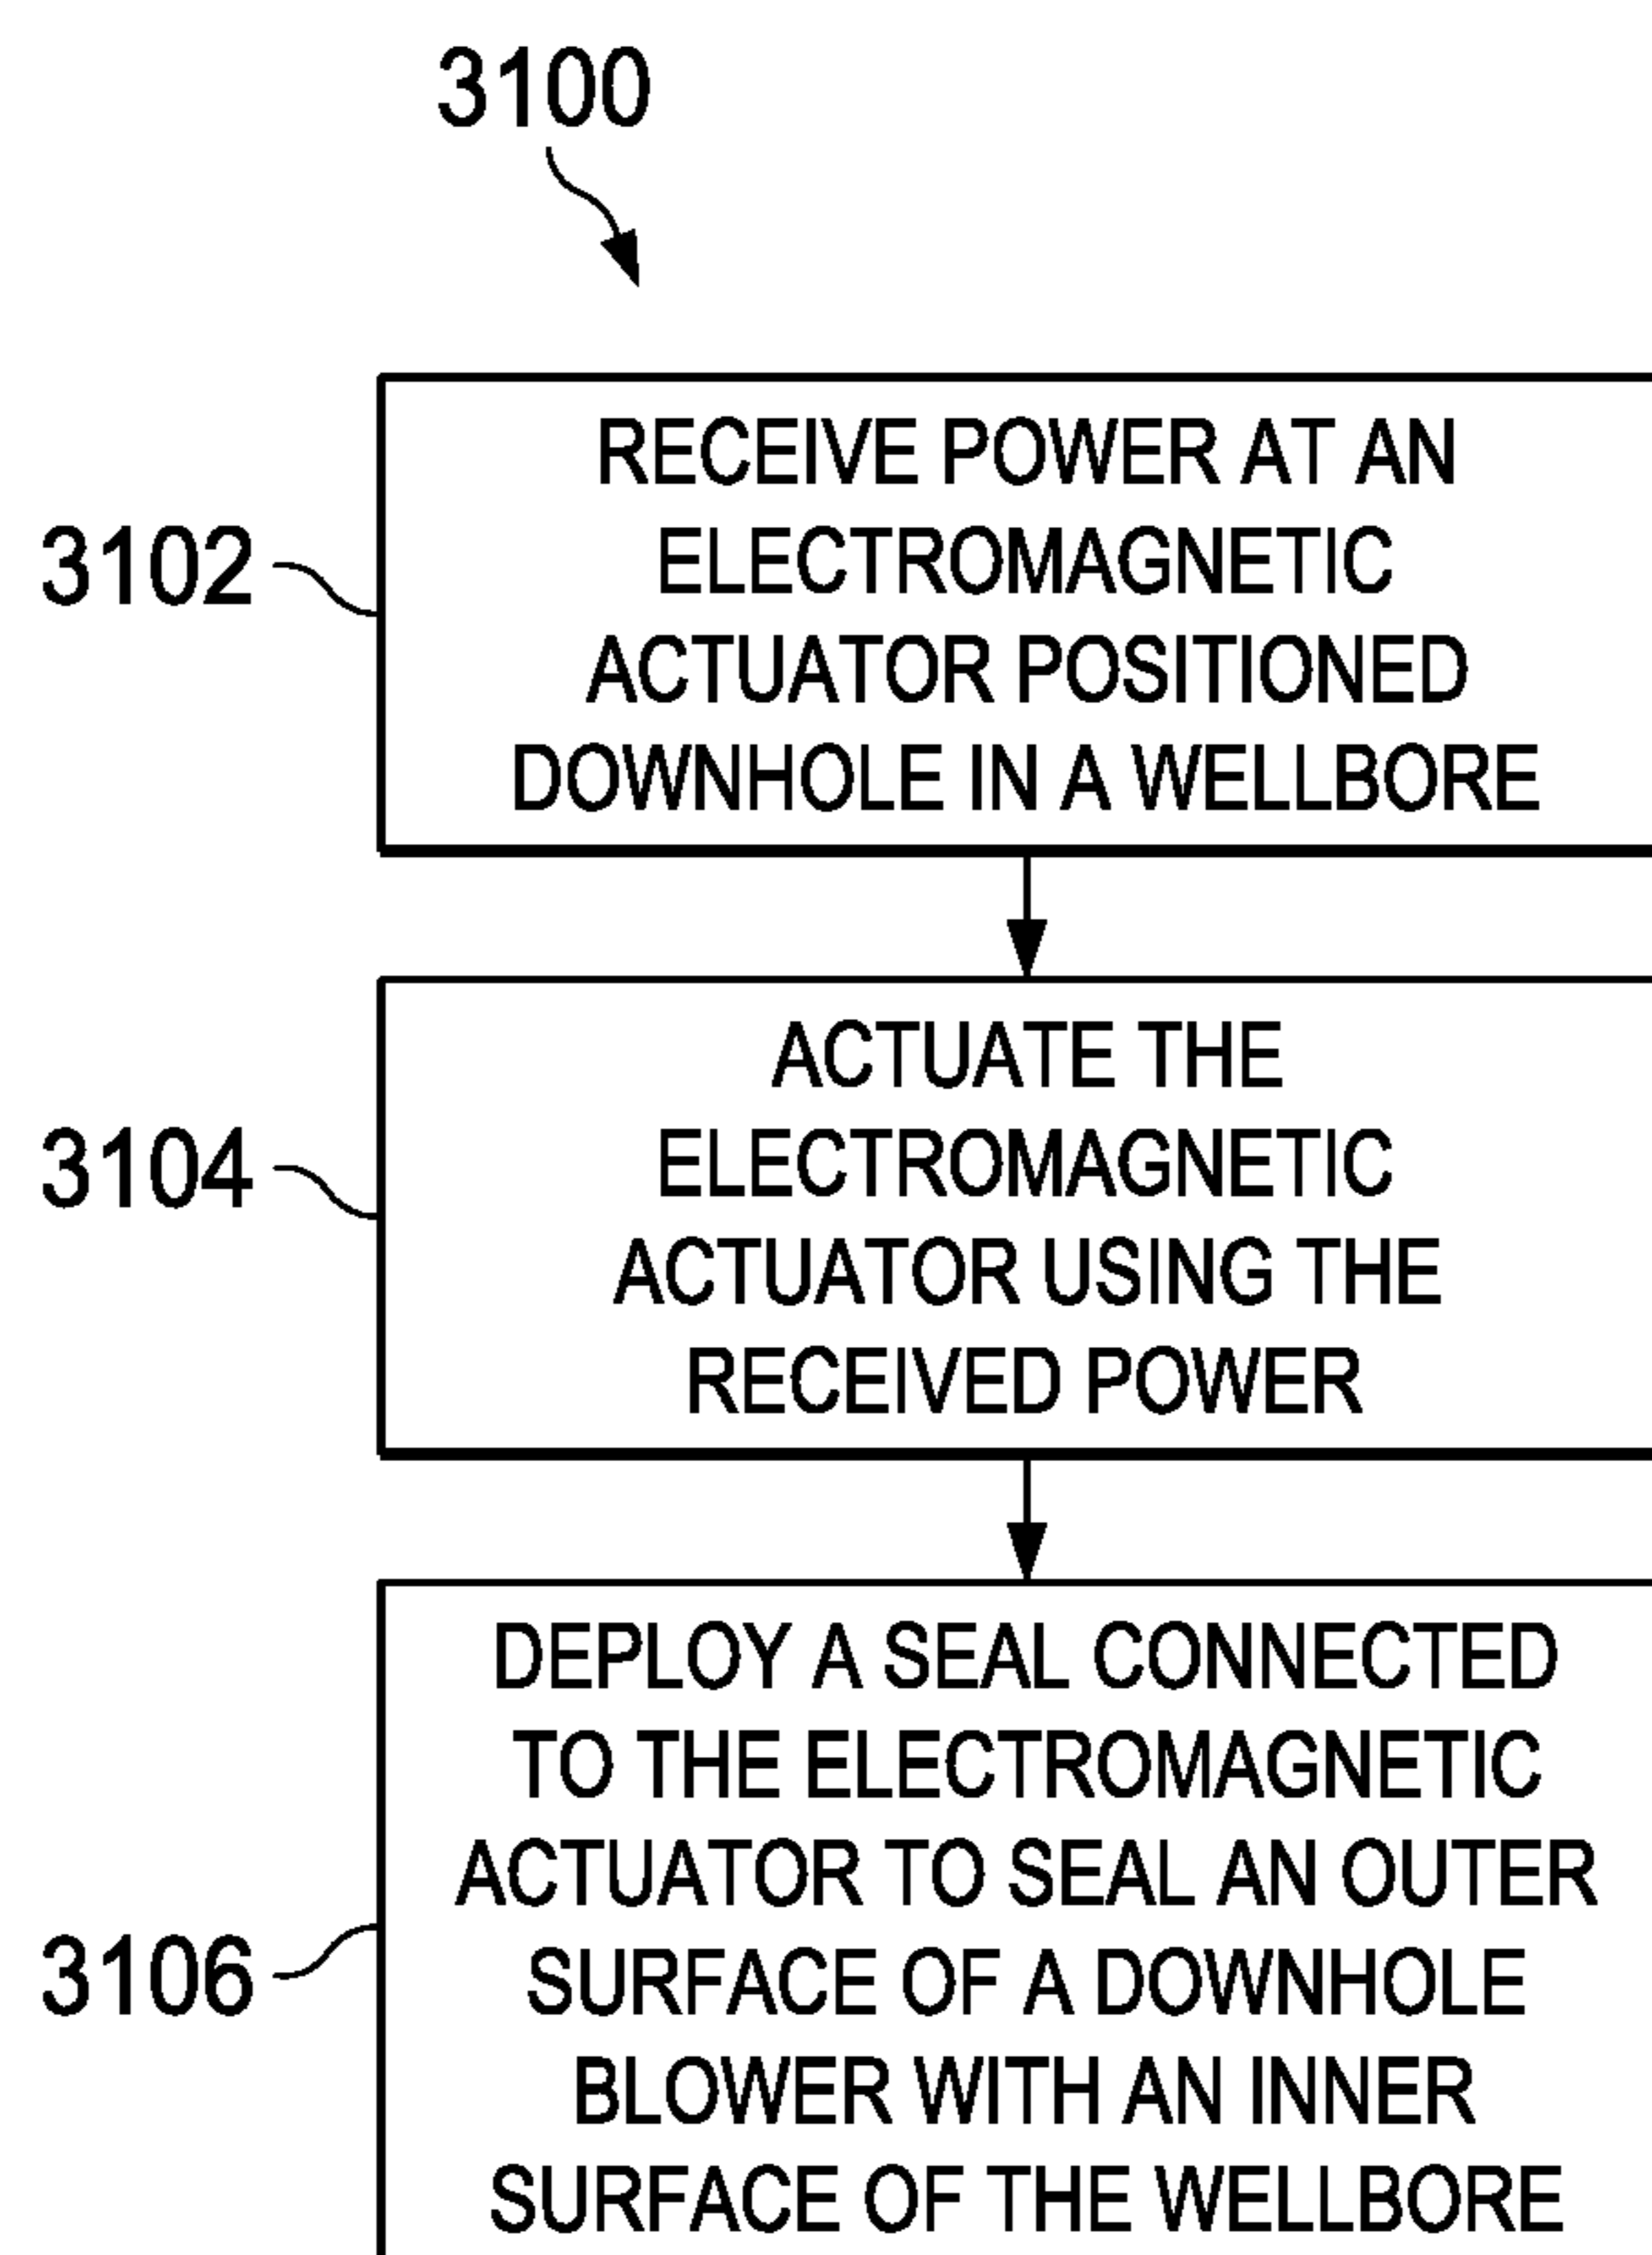 3100
3102
RECEIVE POWER AT AN
ELECTROMAGNETIC
ACTUATOR POSITIONED
DOWNHOLE IN A WELLBORE
3104
ACTUATE THE
ELECTROMAGNETIC
ACTUATOR USING THE
RECEIVED POWER
3106
DEPLOY A SEAL CONNECTED
TO THE ELECTROMAGNETIC
ACTUATOR TO SEAL AN OUTER
SURFACE OF A DOWNHOLE
BLOWER WITH AN INNER
SURFACE OF THE WELLBORE